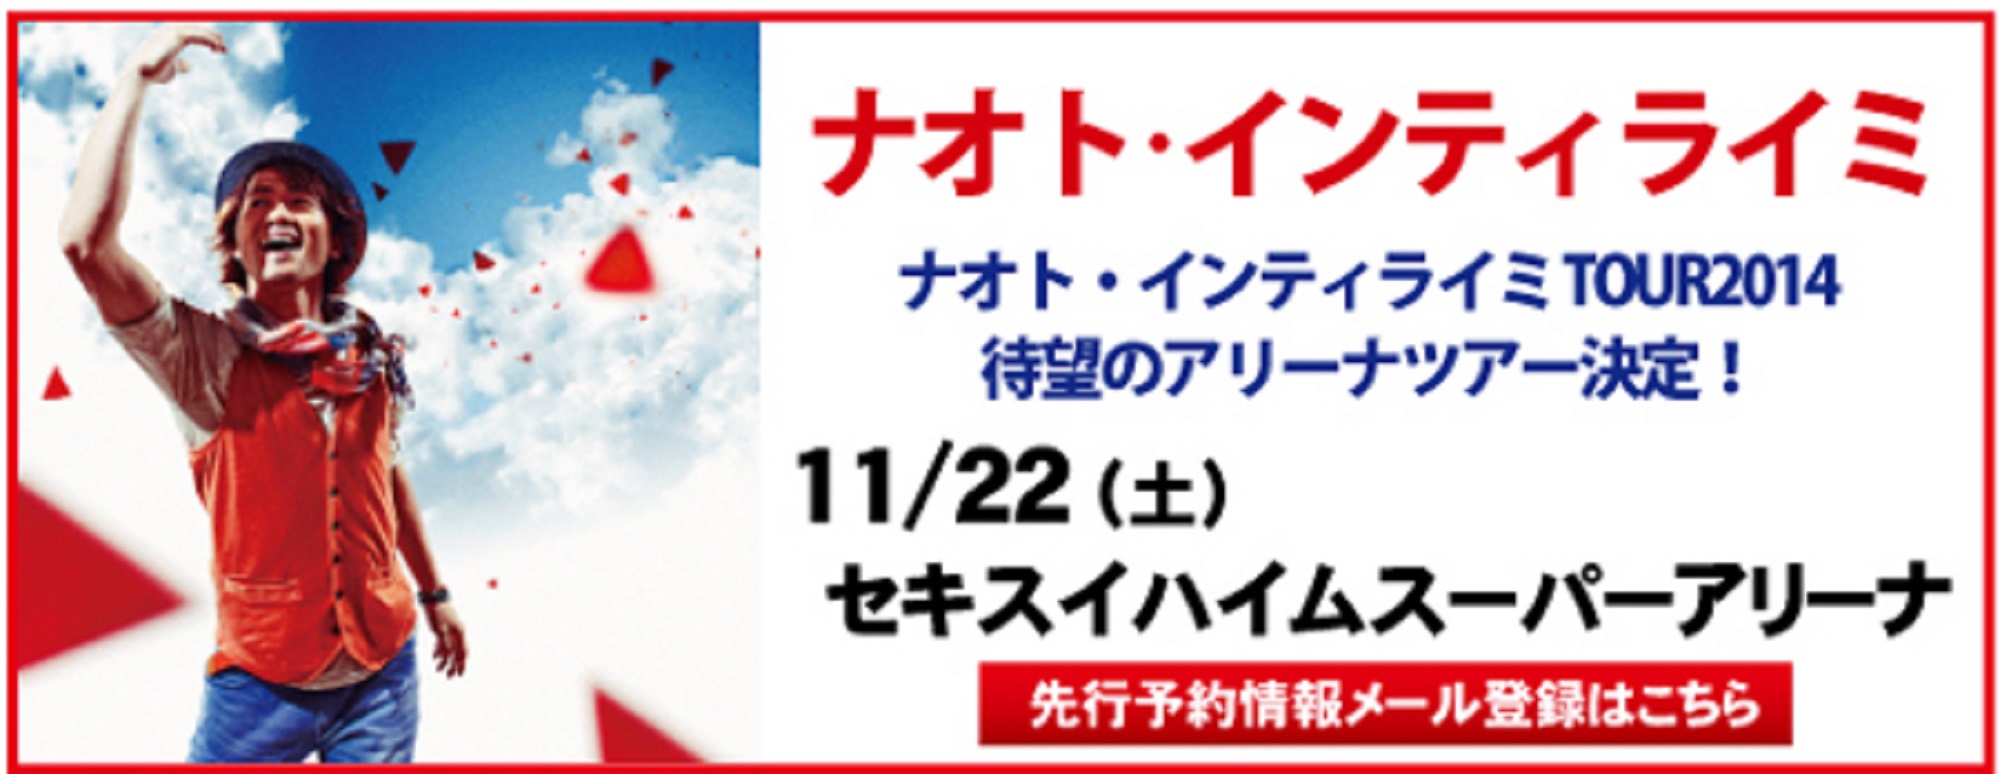 ナオト・インティライミ
ナオト・インティライミ TOUR2014
待望のアリーナツアー決定！
11/22（土）
セキスイハイムスーパーアリーナ
先行予約情報メール登録はこちら